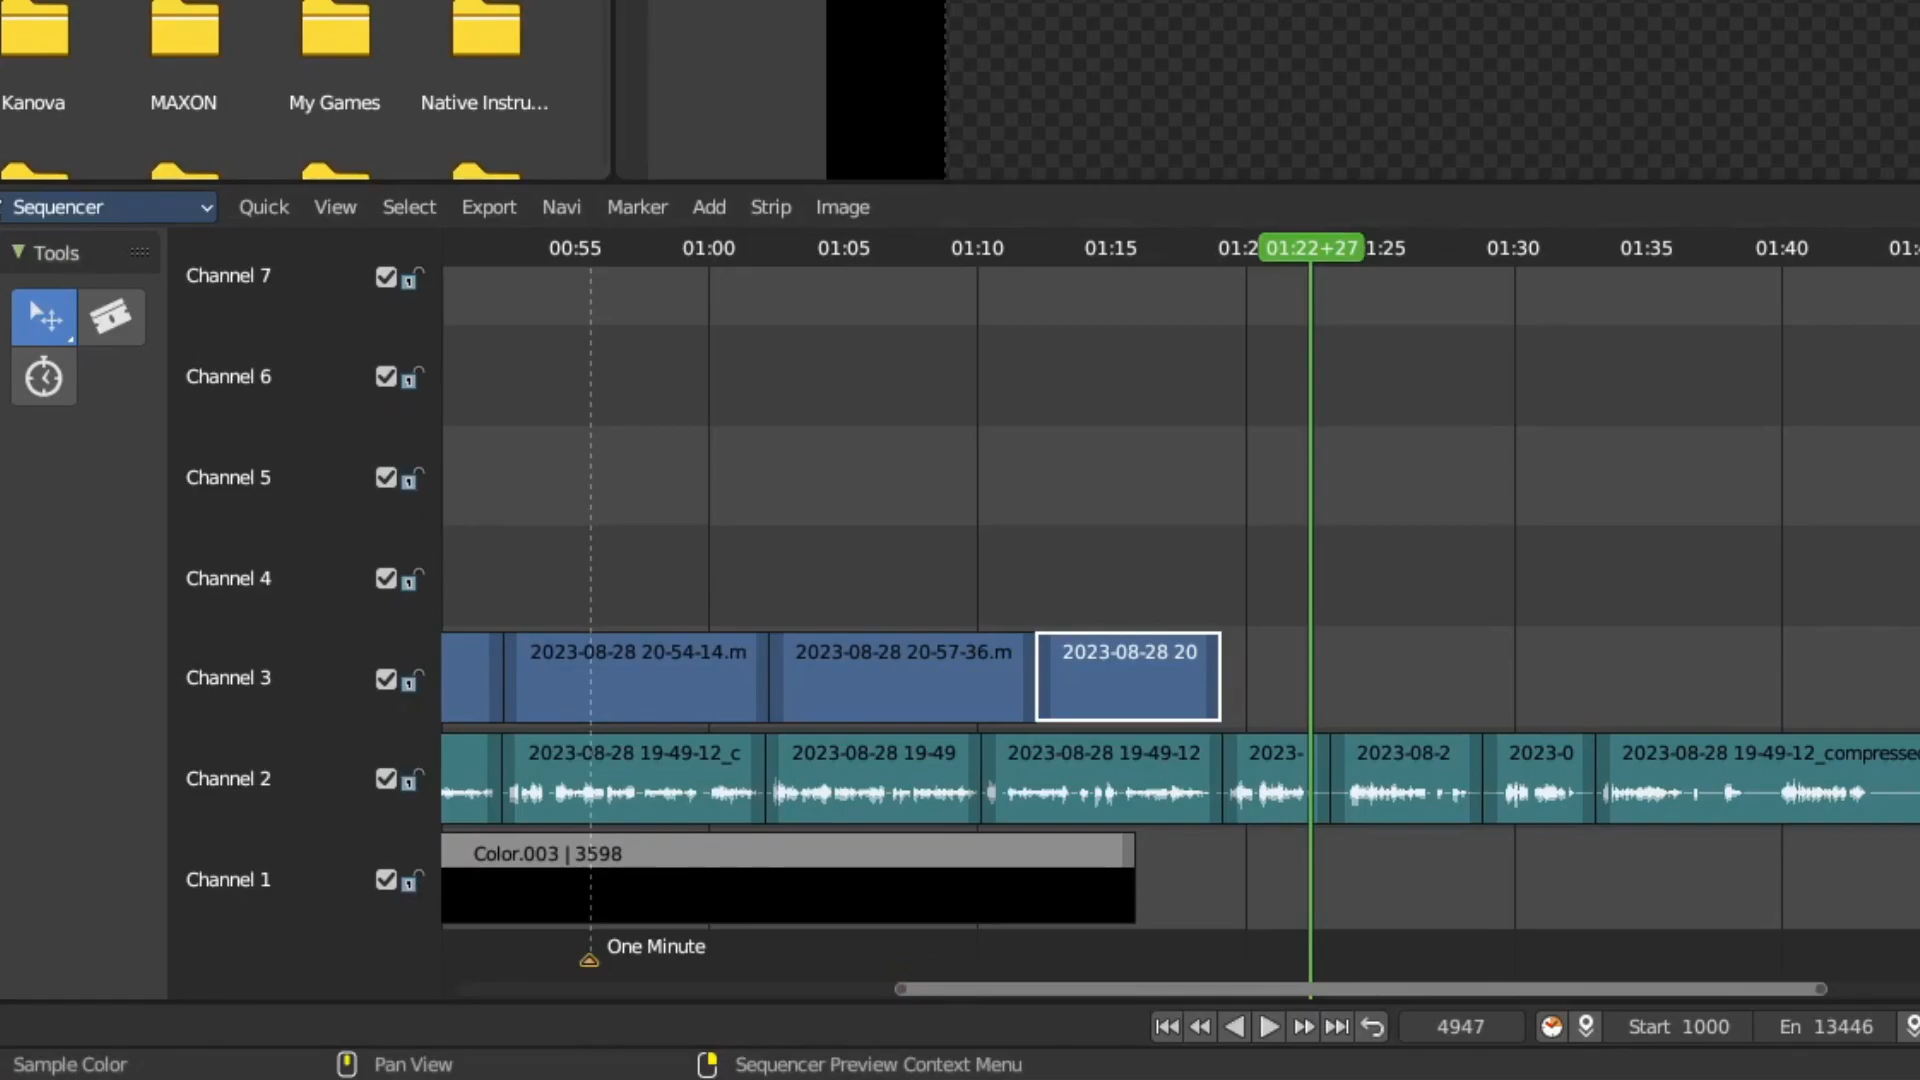 Kanova
MAXON
My Games
Native Instru...
Sequencer
Quick
View
Select
Export
Navi
Marker
Add
Strip
Image
Tools
00:55
01:00
01:05
01:10
01:15
01:2
01:22+27
1:25
01:30
01:35
01:40
01:
Channel 7
Channel 6
Channel 5
Channel 4
Channel 3
2023-08-28 20-54-14.m
2023-08-28 20-57-36.m
2023-08-28 20
Channel 2
2023-08-28 19-49-12_c
2023-08-28 19-49
2023-08-28 19-49-12
2023-
2023-08-2
2023-0
2023-08-28 19-49-12_compressed
Channel 1
Color.003 | 3598
One Minute
4947
Start 1000
En 13446
Sample Color
Pan View
Sequencer Preview Context Menu